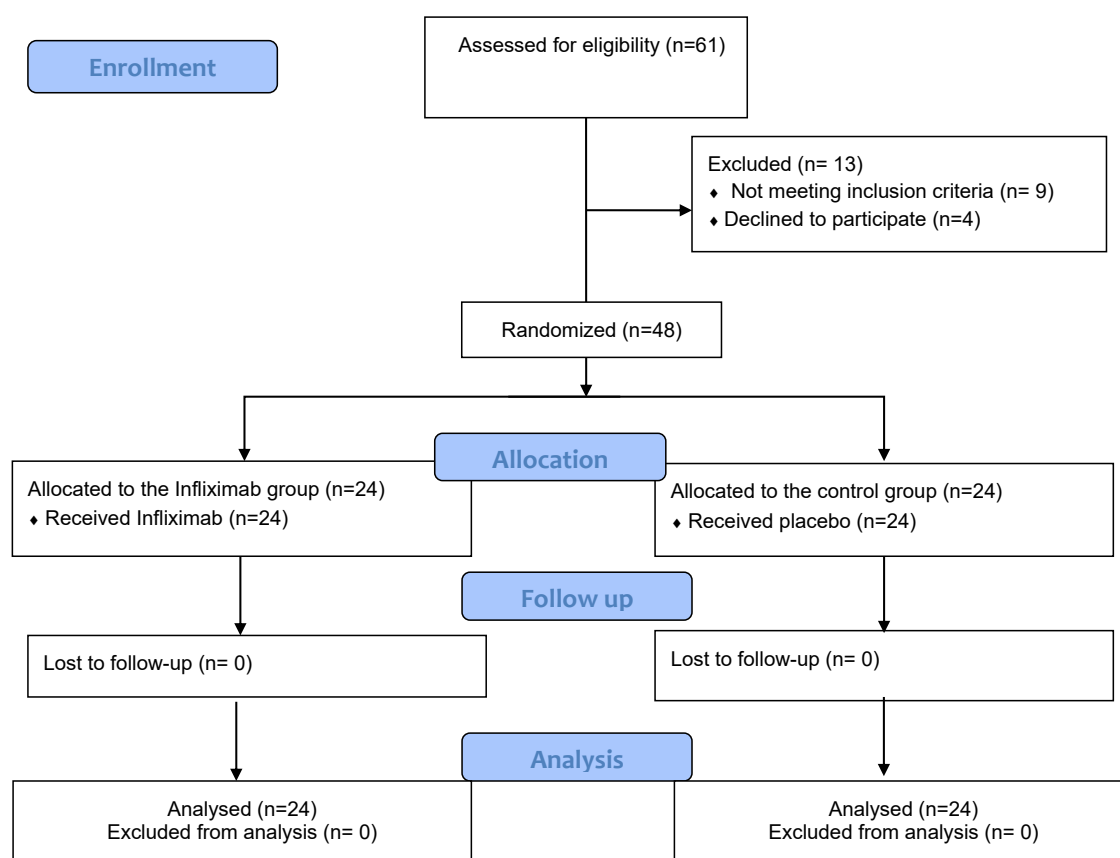 Enrollment
Assessed for eligibility (n=61)
Excluded (n= 13)
♦ Not meeting inclusion criteria (n= 9)
♦ Declined to participate (n=4)
Randomized (n=48)
Allocation
Allocated to the Infliximab group (n=24)
♦ Received Infliximab (n=24)
Allocated to the control group (n=24)
♦ Received placebo (n=24)
Follow up
Lost to follow-up (n= 0)
Lost to follow-up (n= 0)
Analysis
Analysed (n=24)
Excluded from analysis (n= 0)
Analysed (n=24)
Excluded from analysis (n= 0)